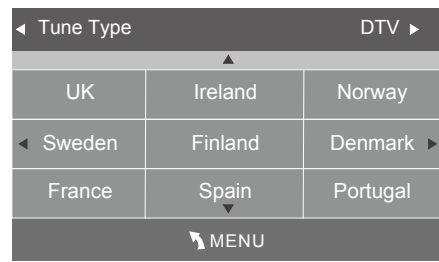 Tune Type DTV
UK Ireland Norway
Sweden Finland Denmark
France Spain Portugal
MENU